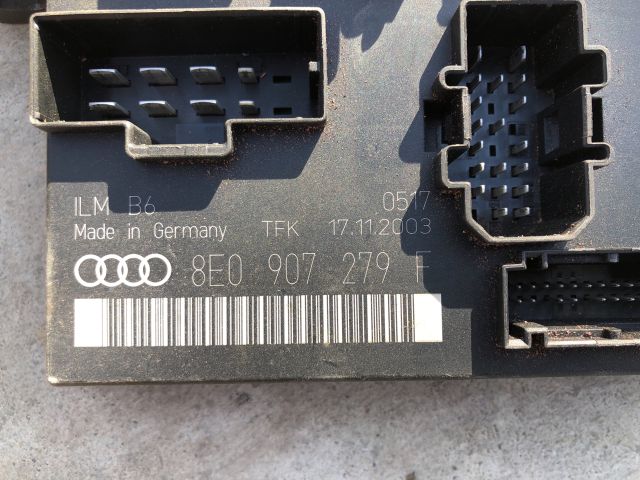 ILM B6 0517
Made in Germany TFK 17.11.2003
8E0 907 279 F